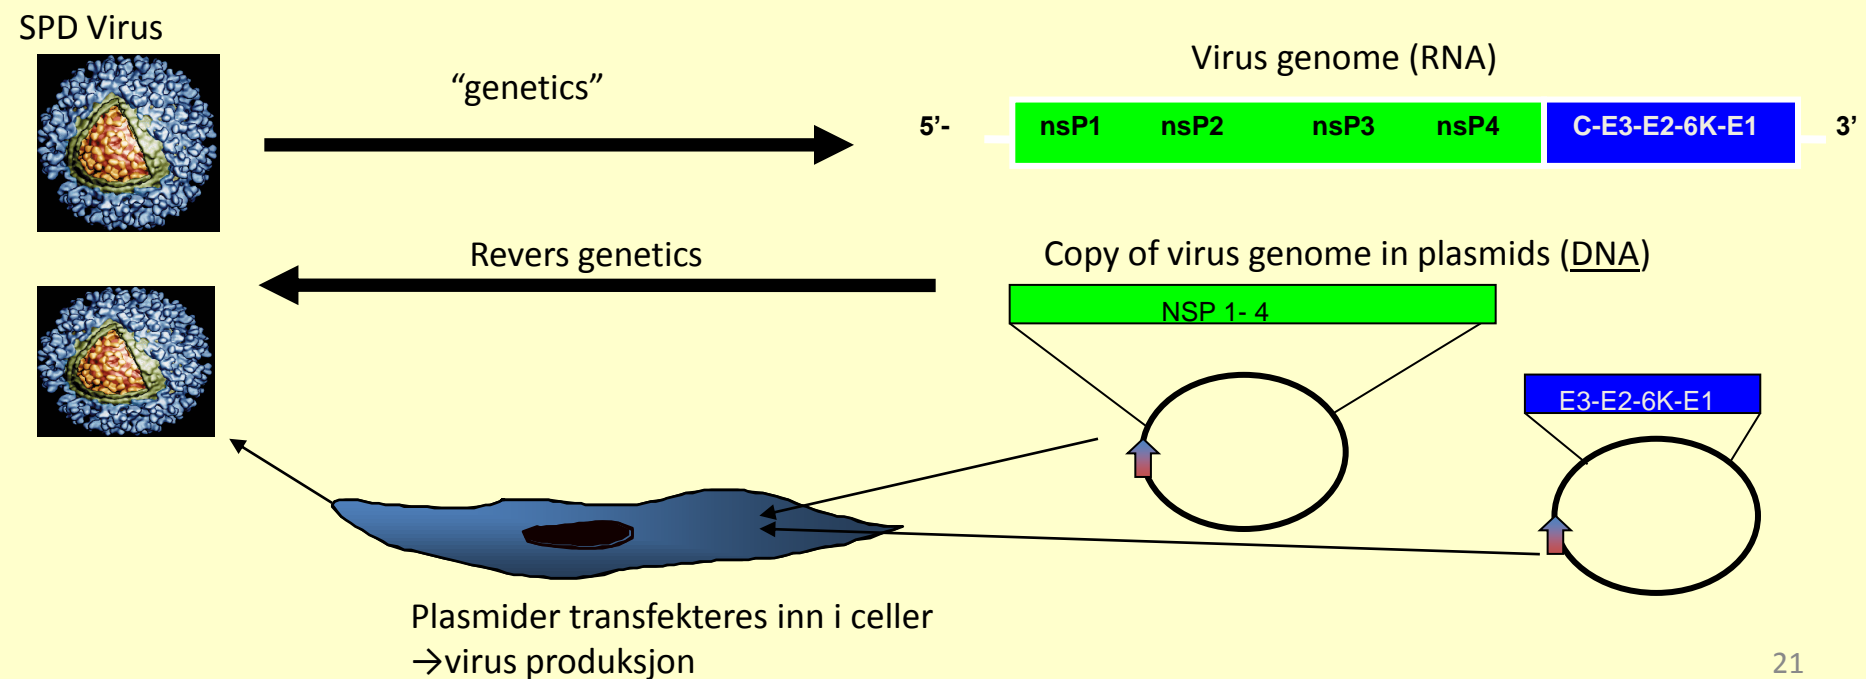 SPD Virus
“genetics”
Virus genome (RNA)
5’-
nsP1 nsP2 nsP3 nsP4 C-E3-E2-6K-E1
3’
Revers genetics
Copy of virus genome in plasmids (DNA)
NSP 1- 4
E3-E2-6K-E1
Plasmider transfekteres inn i celler
→virus produksjon
21